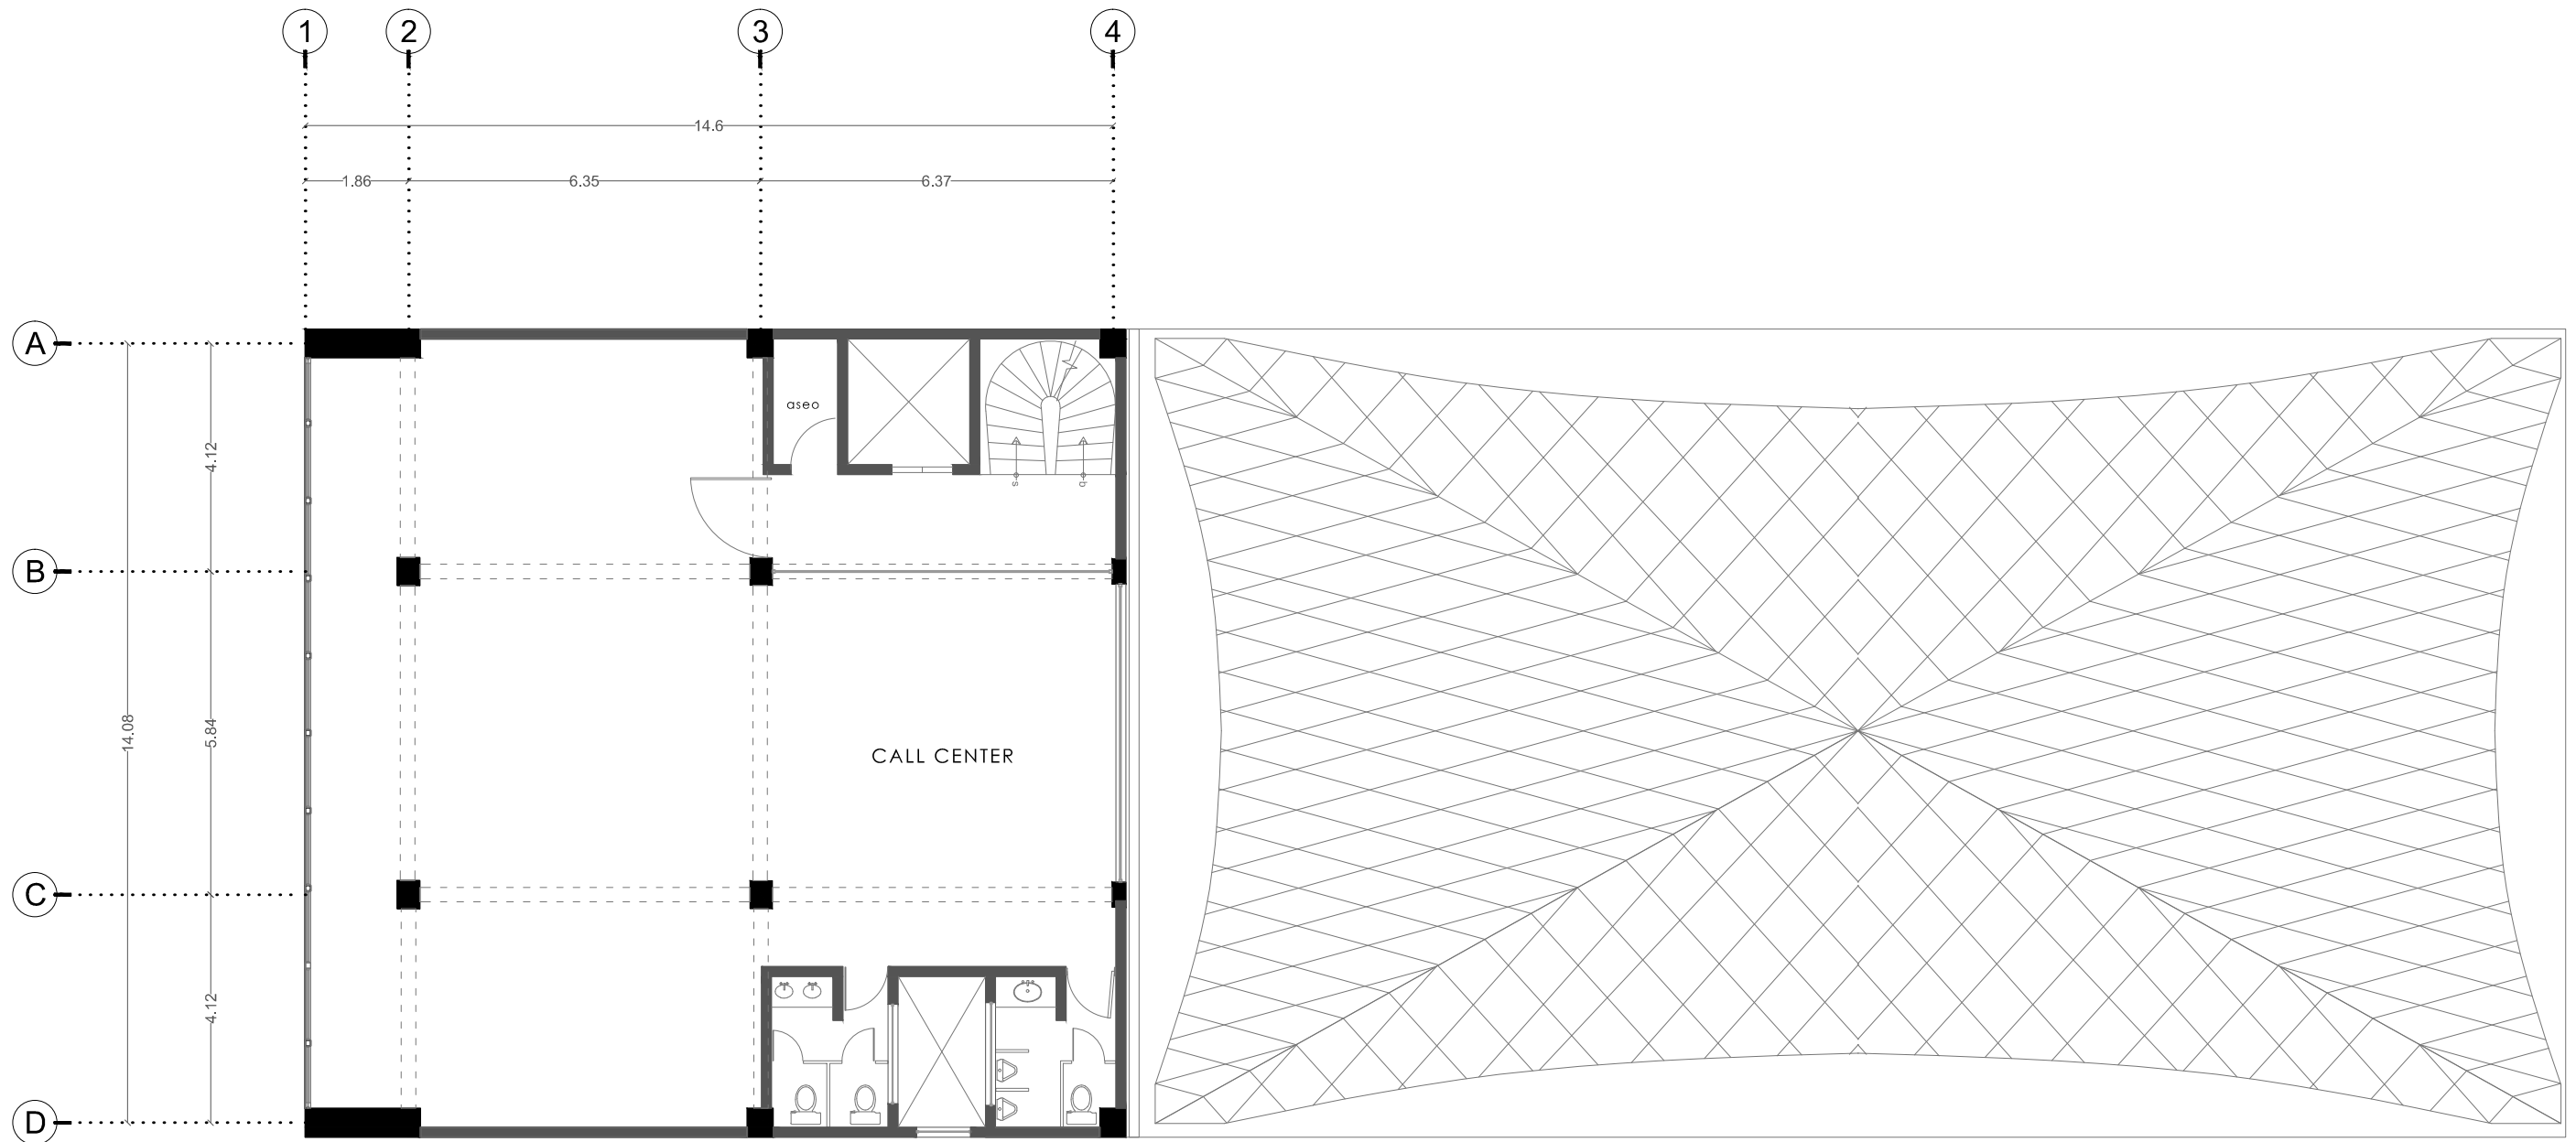 1 2 3 4
14.6
1.86 6.35 6.37
A
aseo
4.12
s b
B
14.08
5.84
CALL CENTER
C
4.12
D